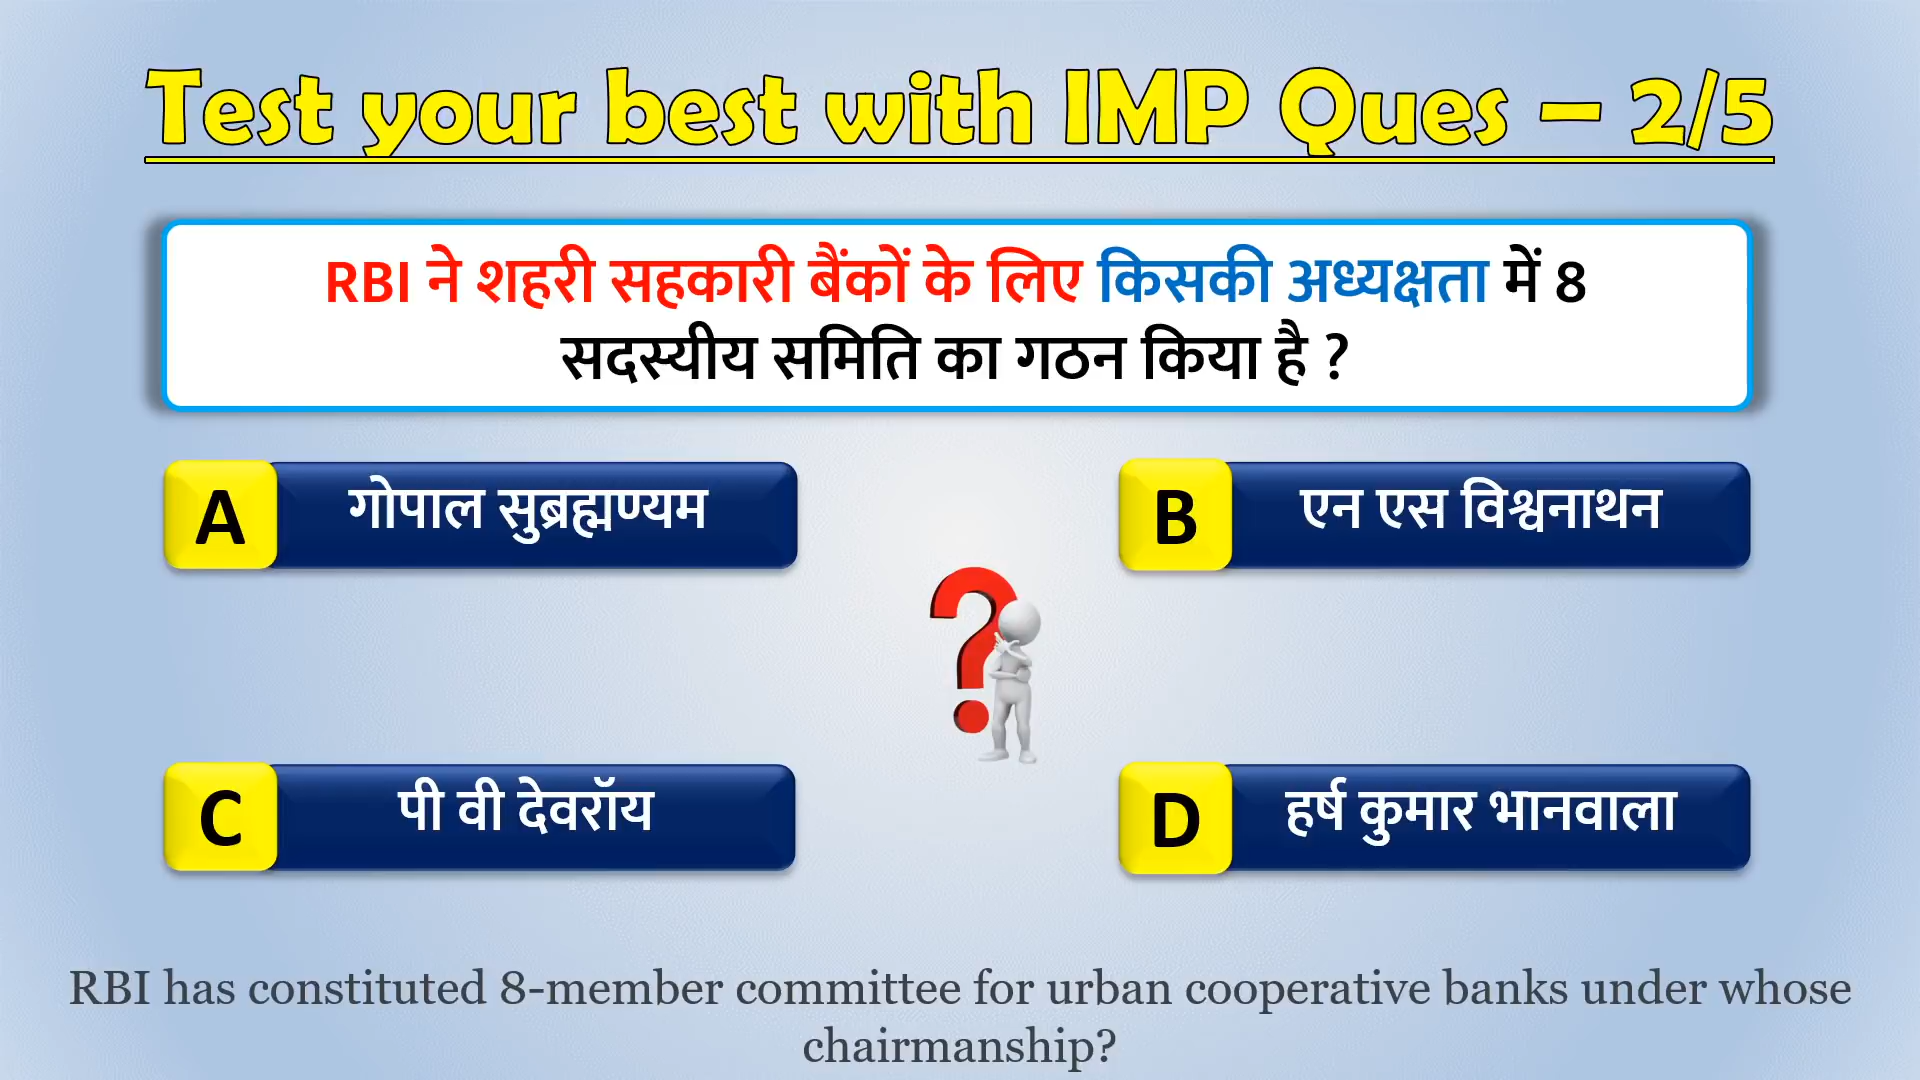 Test your best with IMP Ques – 2/5
RBI ने शहरी सहकारी बैंकों के लिए किसकी अध्यक्षता में 8
सदस्यीय समिति का गठन किया है ?
A गोपाल सुब्रह्मण्यम
B एन एस विश्वनाथन
C पी वी देवरॉय
D हर्ष कुमार भानवाला
RBI has constituted 8-member committee for urban cooperative banks under whose
chairmanship?